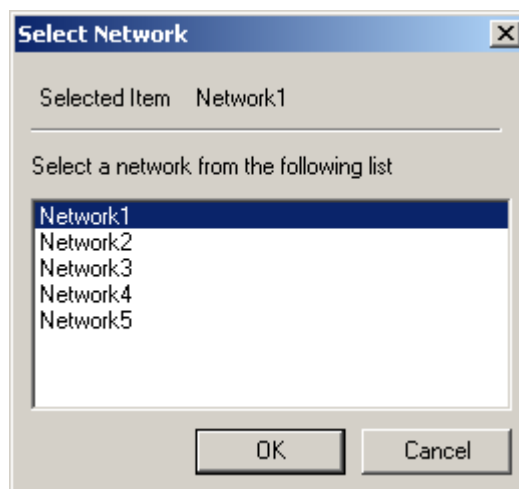 Select Network
Selected Item Network1
Select a network from the following list
Network1
Network2
Network3
Network4
Network5
OK Cancel